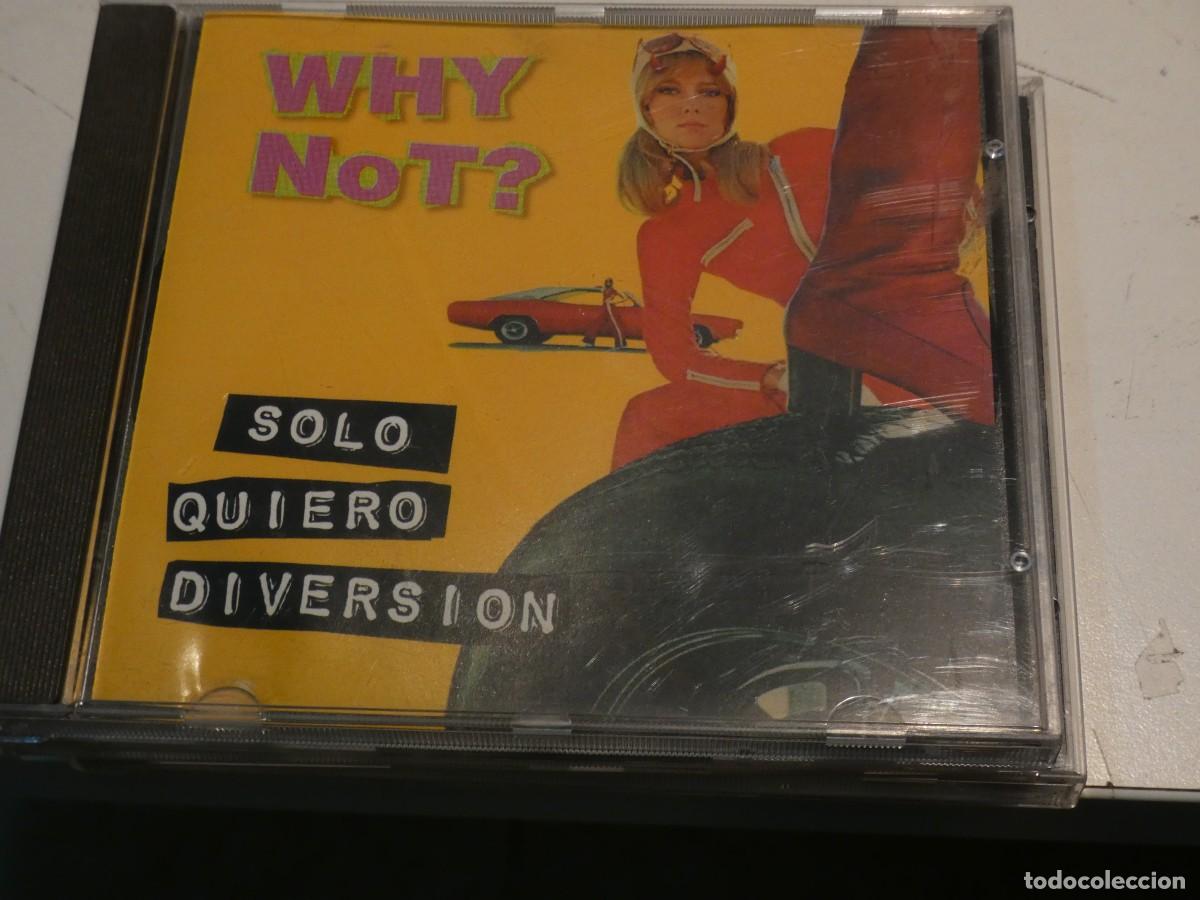 WHY
NoT?
SOLO
QUIERO
DIVERSION
todocoleccion